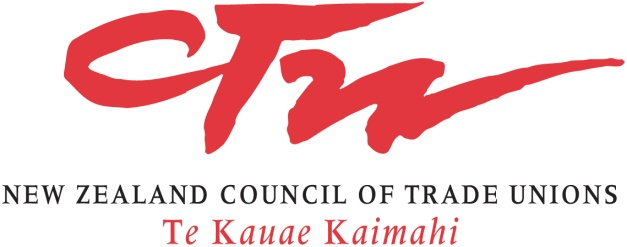 CTU
NEW ZEALAND COUNCIL OF TRADE UNIONS
Te Kauae Kaimahi